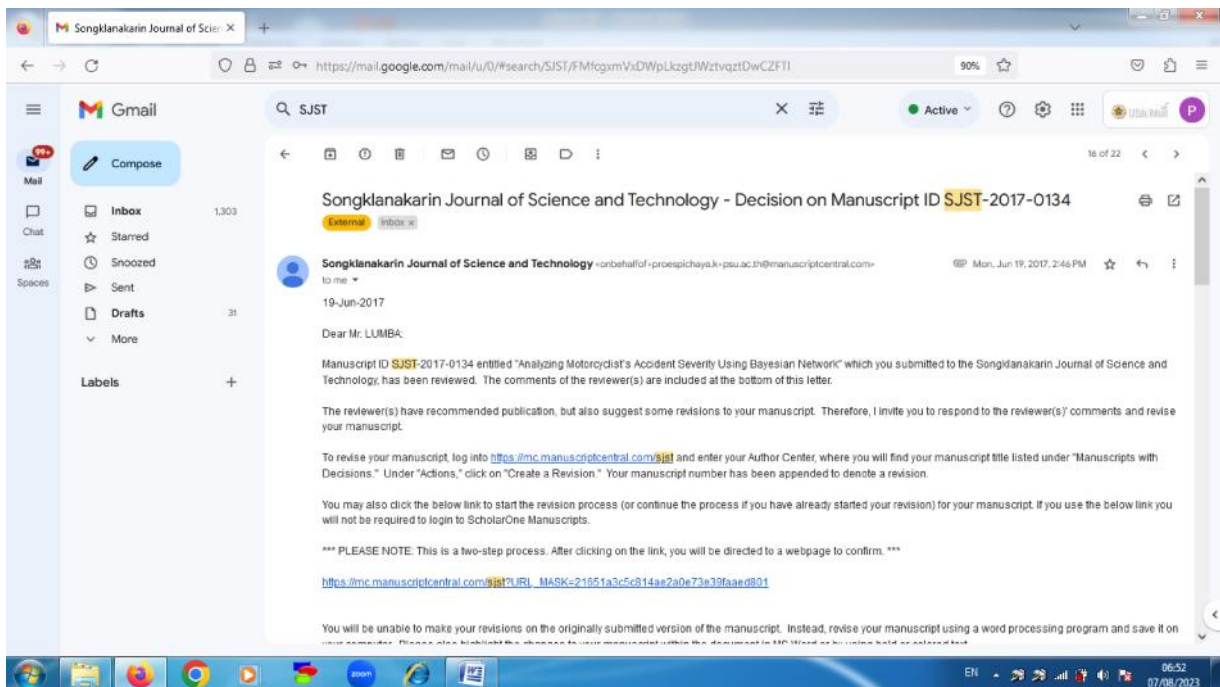 Songklanakarin Journal of Scien ×
https://mail.google.com/mail/u/0/#search/SJST/FMfcgxmVxDWpLkzgtJWztvqztDwCZFTl
90%
Gmail
SJST
Active
P
99+
Mail
Compose
16 of 22
Chat
Spaces
Inbox 1,303
Starred
Snoozed
Sent
Drafts 31
More
Labels +
Songklanakarin Journal of Science and Technology - Decision on Manuscript ID SJST-2017-0134
External Inbox ×
Songklanakarin Journal of Science and Technology <onbehalfof+proespichaya.k+psu.ac.th@manuscriptcentral.com> Mon, Jun 19, 2017, 2:46 PM
to me
19-Jun-2017
Dear Mr. LUMBA:
Manuscript ID SJST-2017-0134 entitled "Analyzing Motorcyclist's Accident Severity Using Bayesian Network" which you submitted to the Songklanakarin Journal of Science and
Technology, has been reviewed. The comments of the reviewer(s) are included at the bottom of this letter.
The reviewer(s) have recommended publication, but also suggest some revisions to your manuscript. Therefore, I invite you to respond to the reviewer(s)' comments and revise
your manuscript.
To revise your manuscript, log into https://mc.manuscriptcentral.com/sjst and enter your Author Center, where you will find your manuscript title listed under "Manuscripts with
Decisions." Under "Actions," click on "Create a Revision." Your manuscript number has been appended to denote a revision.
You may also click the below link to start the revision process (or continue the process if you have already started your revision) for your manuscript. If you use the below link you
will not be required to login to ScholarOne Manuscripts.
*** PLEASE NOTE: This is a two-step process. After clicking on the link, you will be directed to a webpage to confirm. ***
https://mc.manuscriptcentral.com/sjst?URL_MASK=21651a3c5c814ae2a0e73e39faaed801
You will be unable to make your revisions on the originally submitted version of the manuscript. Instead, revise your manuscript using a word processing program and save it on
zoom
EN
06:52
07/08/2023